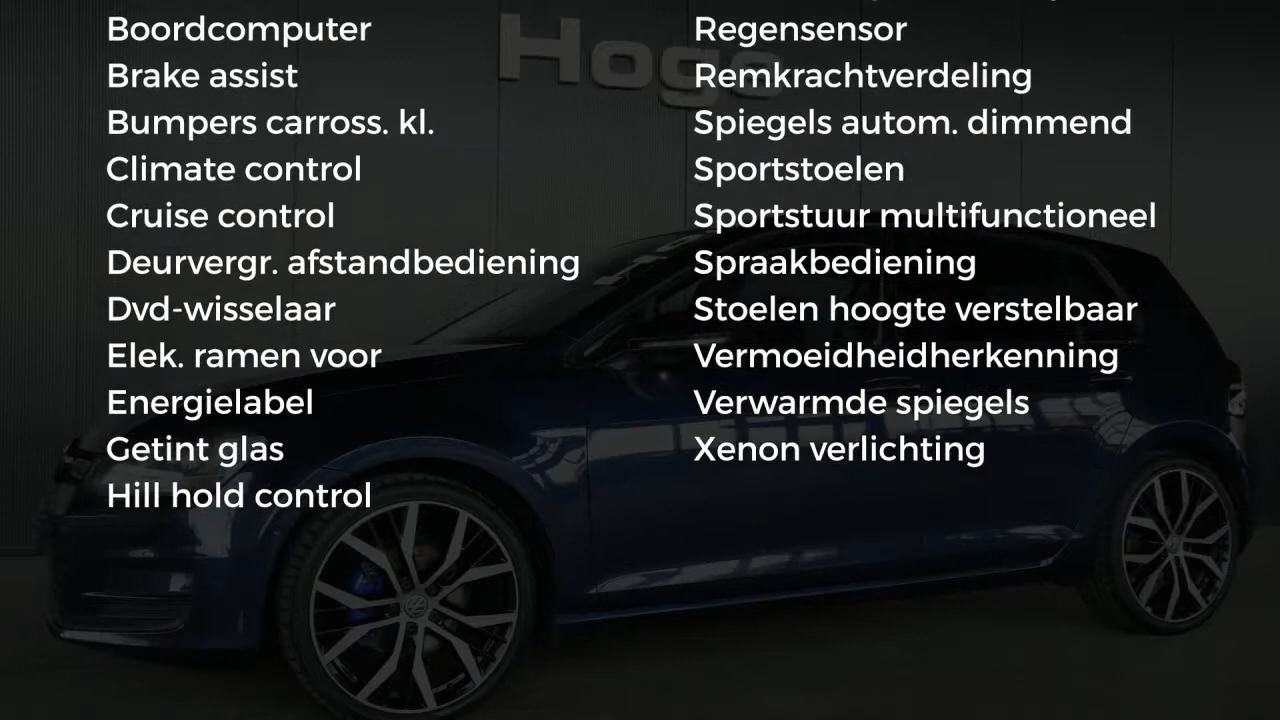 Hoge
Boordcomputer
Brake assist
Bumpers carross. kl.
Climate control
Cruise control
Deurvergr. afstandbediening
Dvd-wisselaar
Elek. ramen voor
Energielabel
Getint glas
Hill hold control
Regensensor
Remkrachtverdeling
Spiegels autom. dimmend
Sportstoelen
Sportstuur multifunctioneel
Spraakbediening
Stoelen hoogte verstelbaar
Vermoeidheidherkenning
Verwarmde spiegels
Xenon verlichting